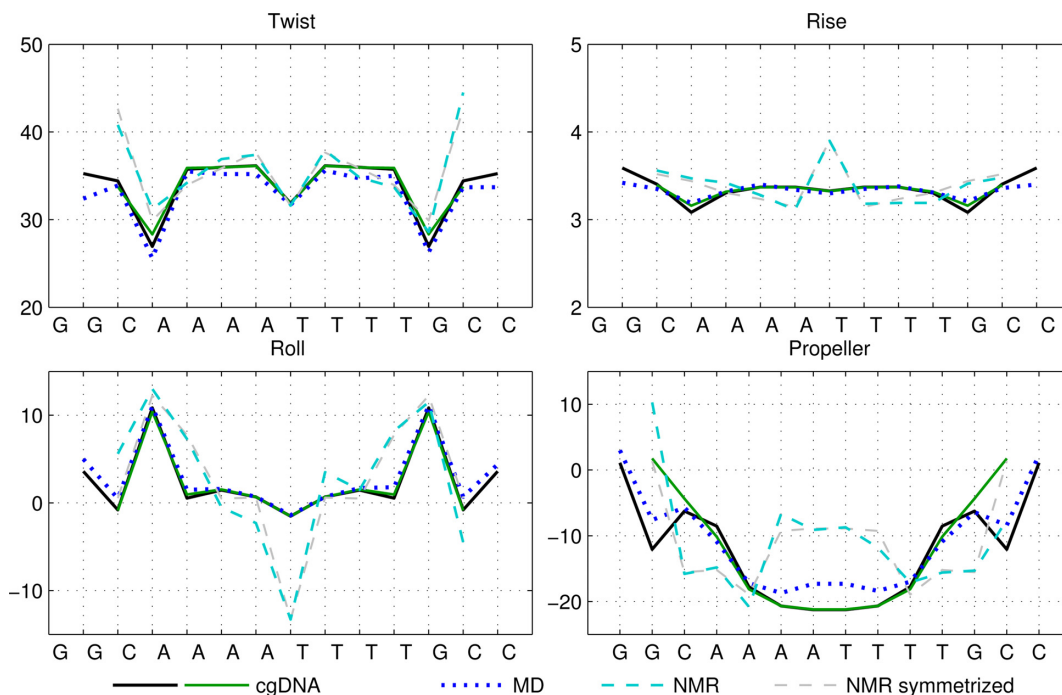 Twist
Rise
50
40
30
20
5
4
3
2
G G C A A A A T T T T G C C
G G C A A A A T T T T G C C
Roll
Propeller
10
0
−10
10
0
−10
−20
G G C A A A A T T T T G C C
G G C A A A A T T T T G C C
cgDNA MD NMR NMR symmetrized